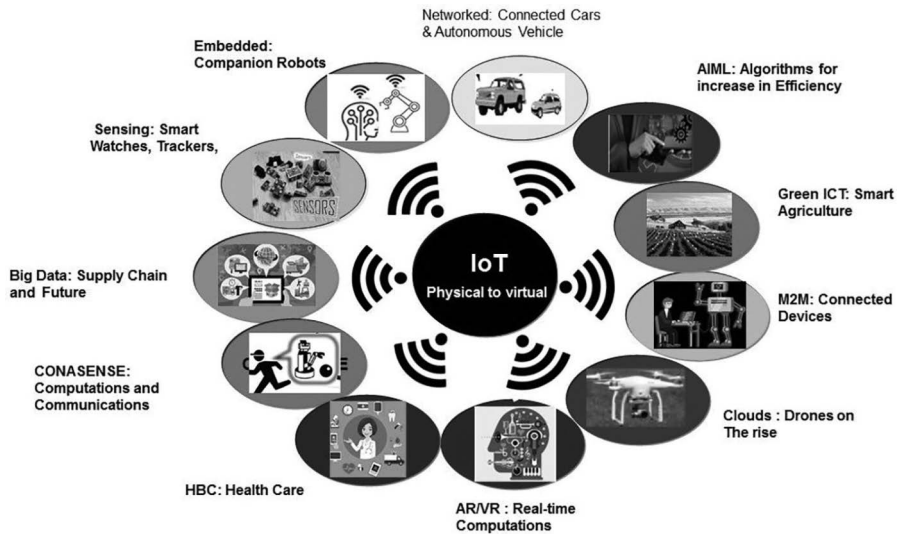 Networked: Connected Cars
& Autonomous Vehicle
Embedded:
Companion Robots
AIML: Algorithms for
increase in Efficiency
Sensing: Smart
Watches, Trackers,
SENSORS
Green ICT: Smart
Agriculture
IoT
Physical to virtual
Big Data: Supply Chain
and Future
M2M: Connected
Devices
CONASENSE:
Computations and
Communications
Clouds : Drones on
The rise
HBC: Health Care
AR/VR : Real-time
Computations